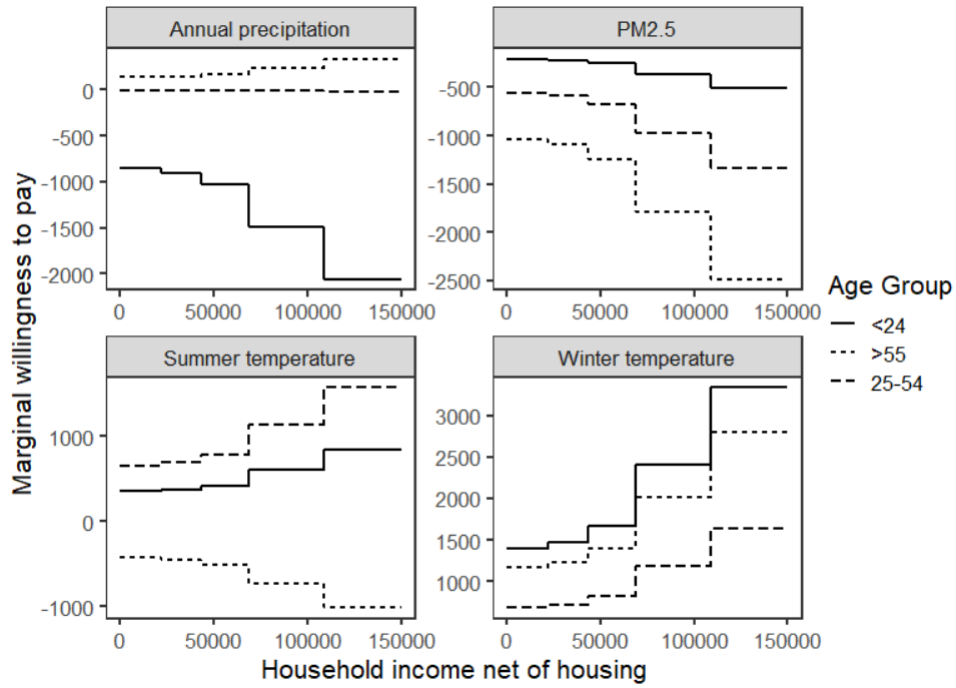 Annual precipitation
PM2.5
0
-500
-1000
-1500
-2000
-500
-1000
-1500
-2000
-2500
0 50000 100000 150000
0 50000 100000 150000
Summer temperature
Winter temperature
1000
0
-1000
3000
2500
2000
1500
1000
0 50000 100000 150000
0 50000 100000 150000
Marginal willingness to pay
Household income net of housing
Age Group
<24
>55
25-54